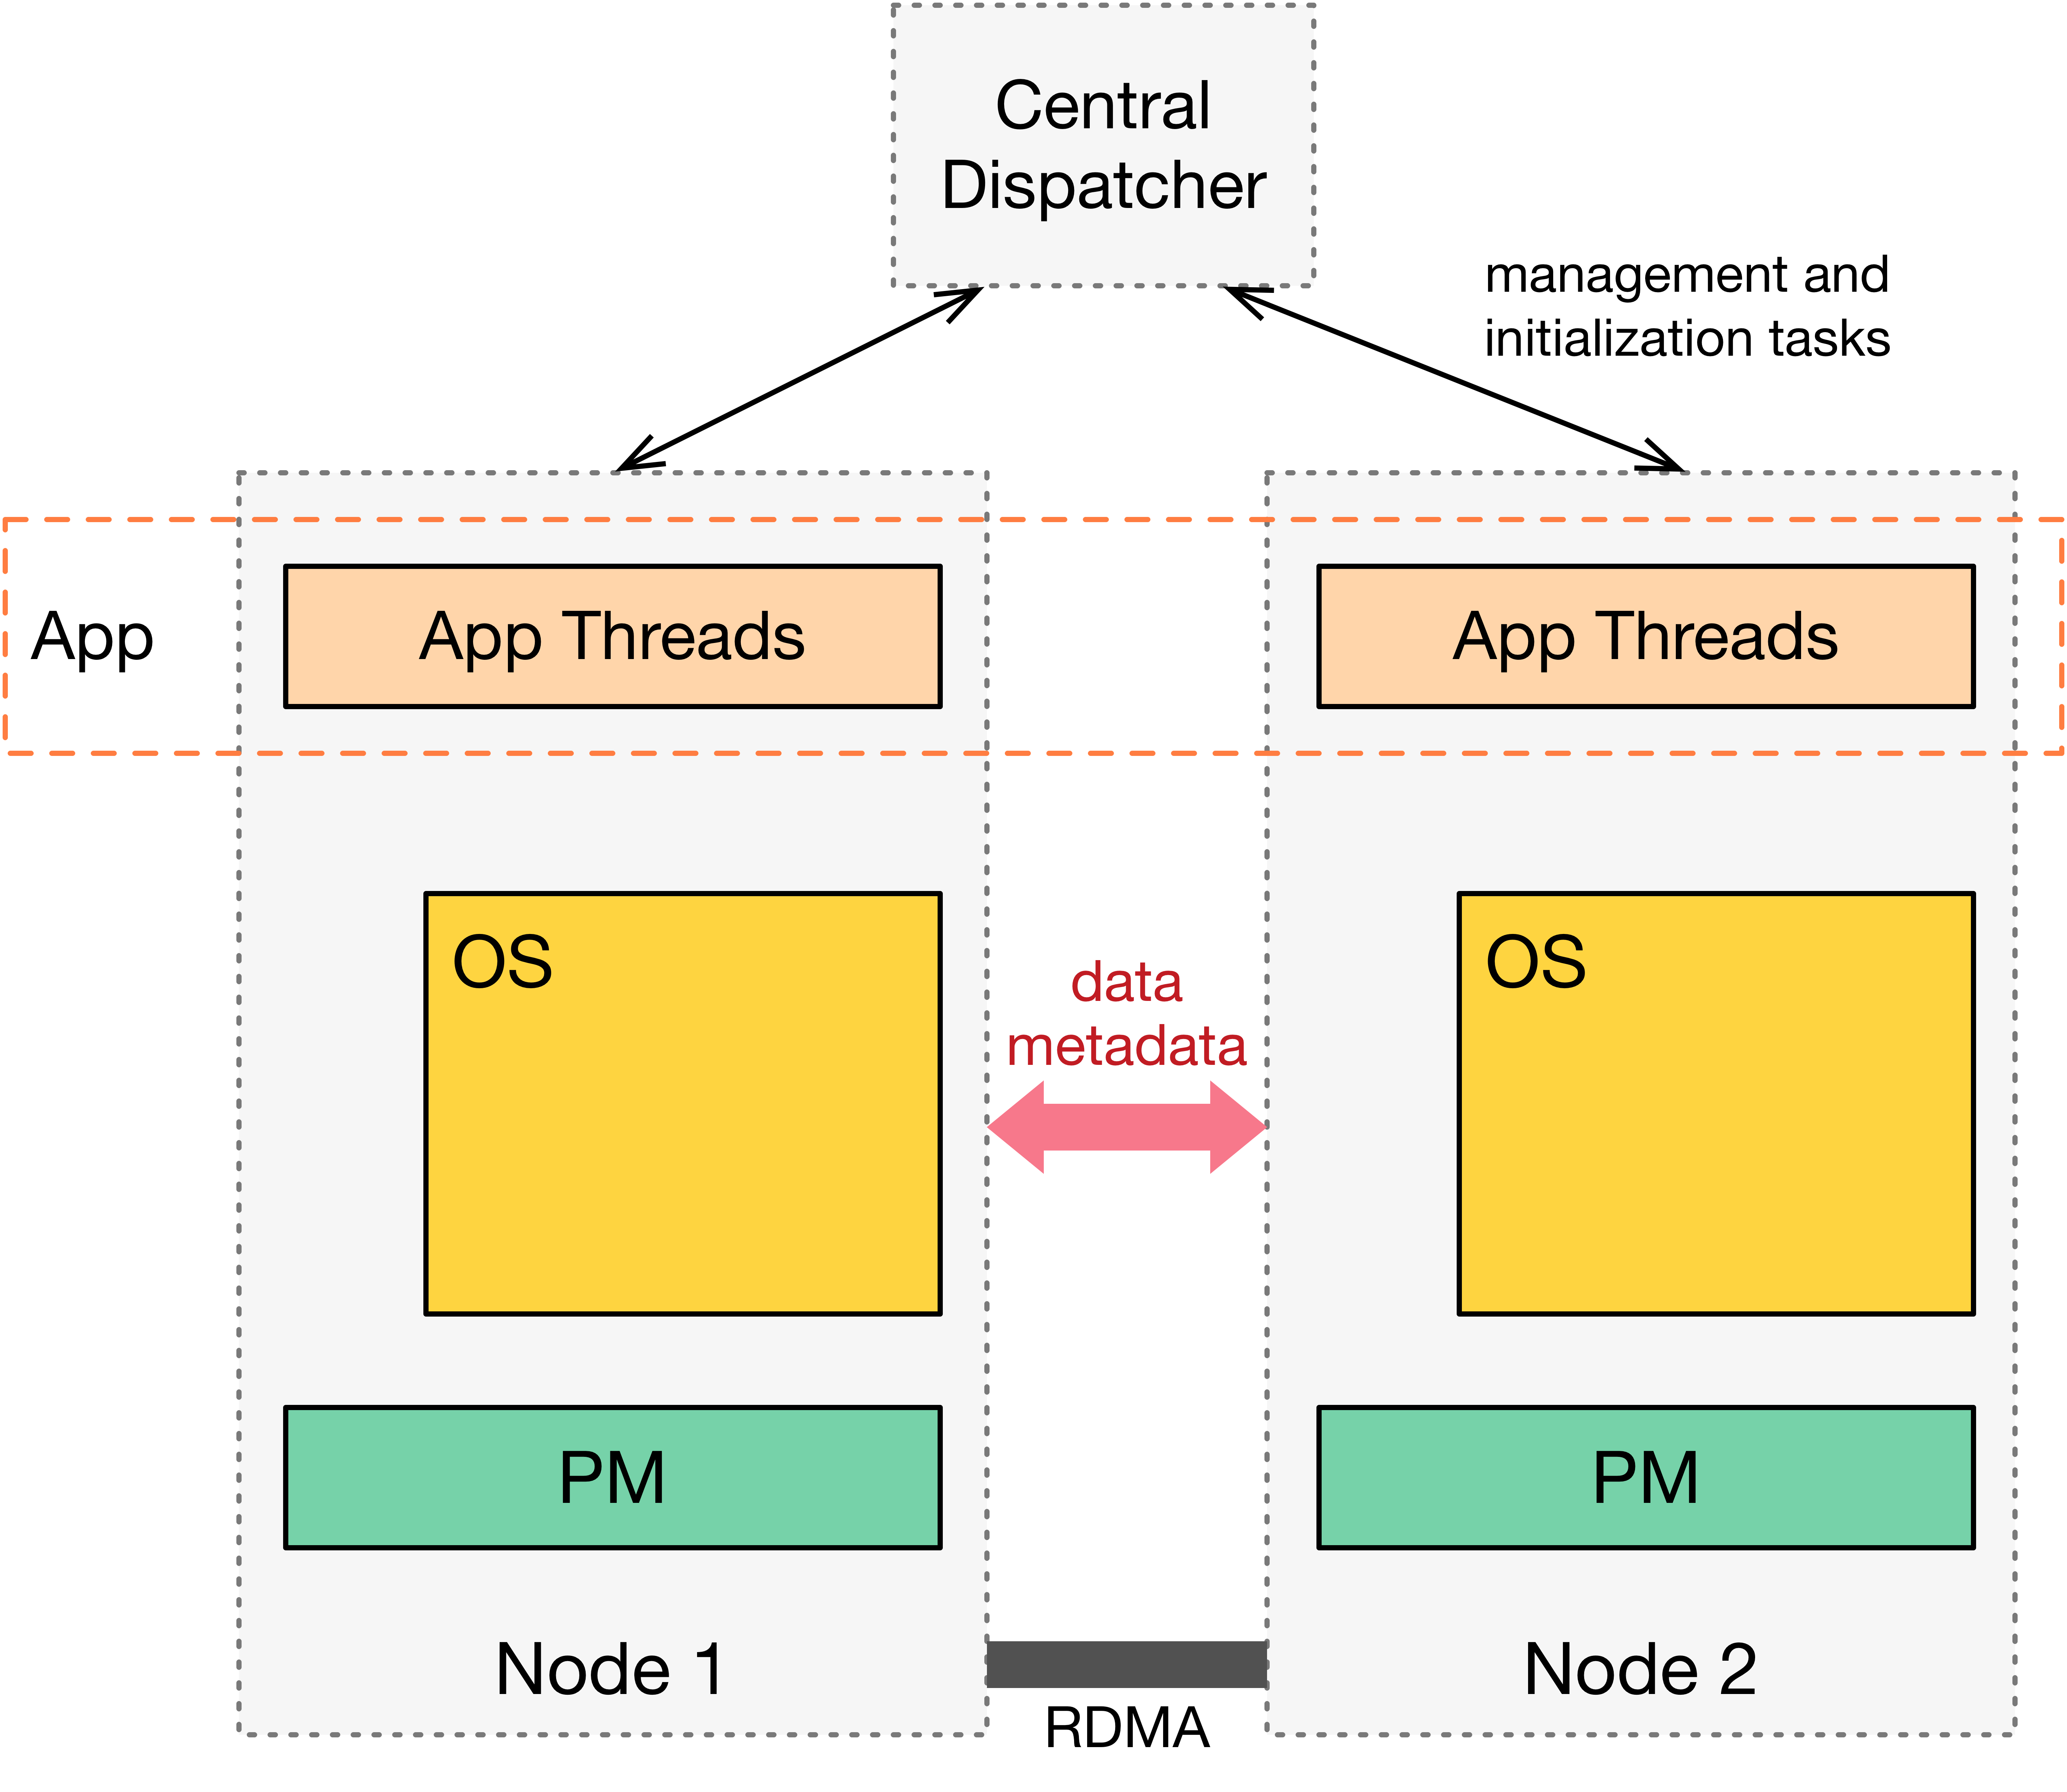 Central
Dispatcher
management and
initialization tasks
App
App Threads
App Threads
OS
OS
data
metadata
PM
PM
Node 1
Node 2
RDMA